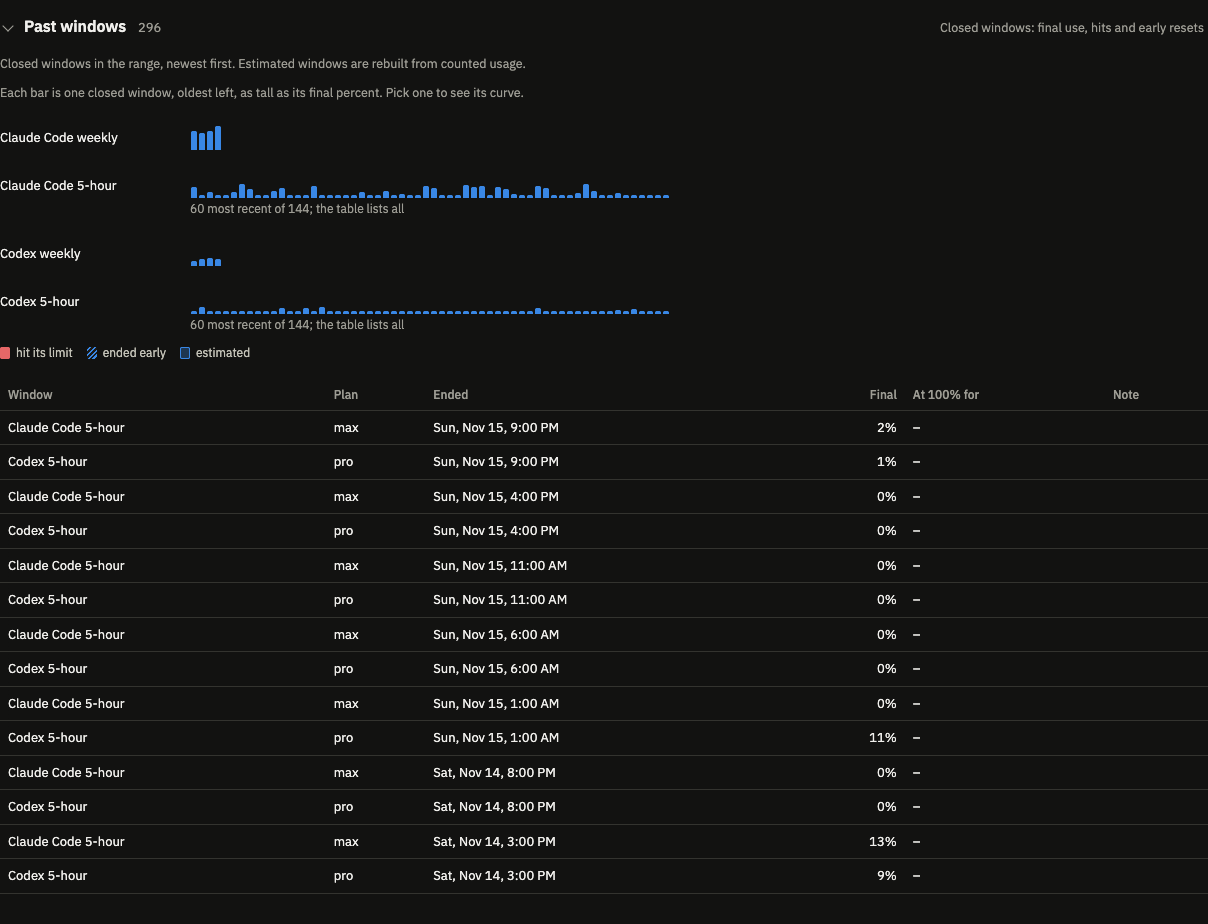 Past windows 296
Closed windows: final use, hits and early resets
Closed windows in the range, newest first. Estimated windows are rebuilt from counted usage.
Each bar is one closed window, oldest left, as tall as its final percent. Pick one to see its curve.
Claude Code weekly
Claude Code 5-hour
60 most recent of 144; the table lists all
Codex weekly
Codex 5-hour
60 most recent of 144; the table lists all
hit its limit ended early estimated
Window Plan Ended Final At 100% for Note
Claude Code 5-hour max Sun, Nov 15, 9:00 PM 2% –
Codex 5-hour pro Sun, Nov 15, 9:00 PM 1% –
Claude Code 5-hour max Sun, Nov 15, 4:00 PM 0% –
Codex 5-hour pro Sun, Nov 15, 4:00 PM 0% –
Claude Code 5-hour max Sun, Nov 15, 11:00 AM 0% –
Codex 5-hour pro Sun, Nov 15, 11:00 AM 0% –
Claude Code 5-hour max Sun, Nov 15, 6:00 AM 0% –
Codex 5-hour pro Sun, Nov 15, 6:00 AM 0% –
Claude Code 5-hour max Sun, Nov 15, 1:00 AM 0% –
Codex 5-hour pro Sun, Nov 15, 1:00 AM 11% –
Claude Code 5-hour max Sat, Nov 14, 8:00 PM 0% –
Codex 5-hour pro Sat, Nov 14, 8:00 PM 0% –
Claude Code 5-hour max Sat, Nov 14, 3:00 PM 13% –
Codex 5-hour pro Sat, Nov 14, 3:00 PM 9% –